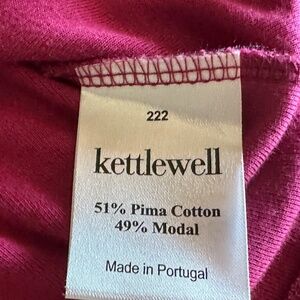 222
kettlewell
51% Pima Cotton
49% Modal
Made in Portugal